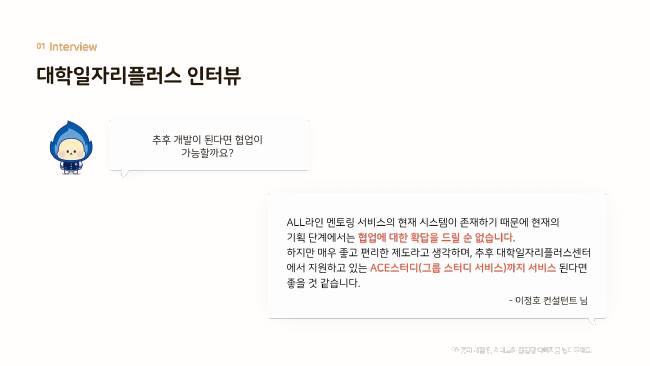 01 Interview
대학일자리플러스 인터뷰
추후 개발이 된다면 협업이
가능할까요?
ALL라인 멘토링 서비스의 현재 시스템이 존재하기 때문에 현재의
기획 단계에서는 협업에 대한 확답을 드릴 순 없습니다.
하지만 매우 좋고 편리한 제도라고 생각하며, 추후 대학일자리플러스센터
에서 지원하고 있는 ACE스터디(그룹 스터디 서비스)까지 서비스 된다면
좋을 것 같습니다.
- 이정호 컨설턴트 님